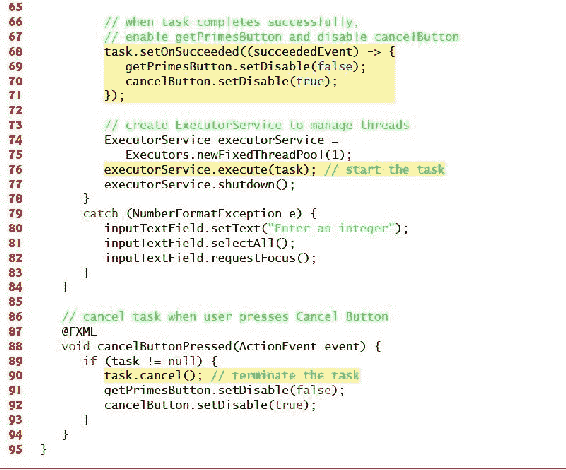 65
66 // when task completes successfully,
67 // enable getPrimesButton and disable cancelButton
68 task.setOnSucceeded((succeededEvent) -> {
69 getPrimesButton.setDisable(false);
70 cancelButton.setDisable(true);
71 });
72
73 // create ExecutorService to manage threads
74 ExecutorService executorService =
75 Executors.newFixedThreadPool(1);
76 executorService.execute(task); // start the task
77 executorService.shutdown();
78 }
79 catch (NumberFormatException e) {
80 inputTextField.setText("Enter an integer");
81 inputTextField.selectAll();
82 inputTextField.requestFocus();
83 }
84 }
85
86 // cancel task when user presses Cancel Button
87 @FXML
88 void cancelButtonPressed(ActionEvent event) {
89 if (task != null) {
90 task.cancel(); // terminate the task
91 getPrimesButton.setDisable(false);
92 cancelButton.setDisable(true);
93 }
94 }
95 }